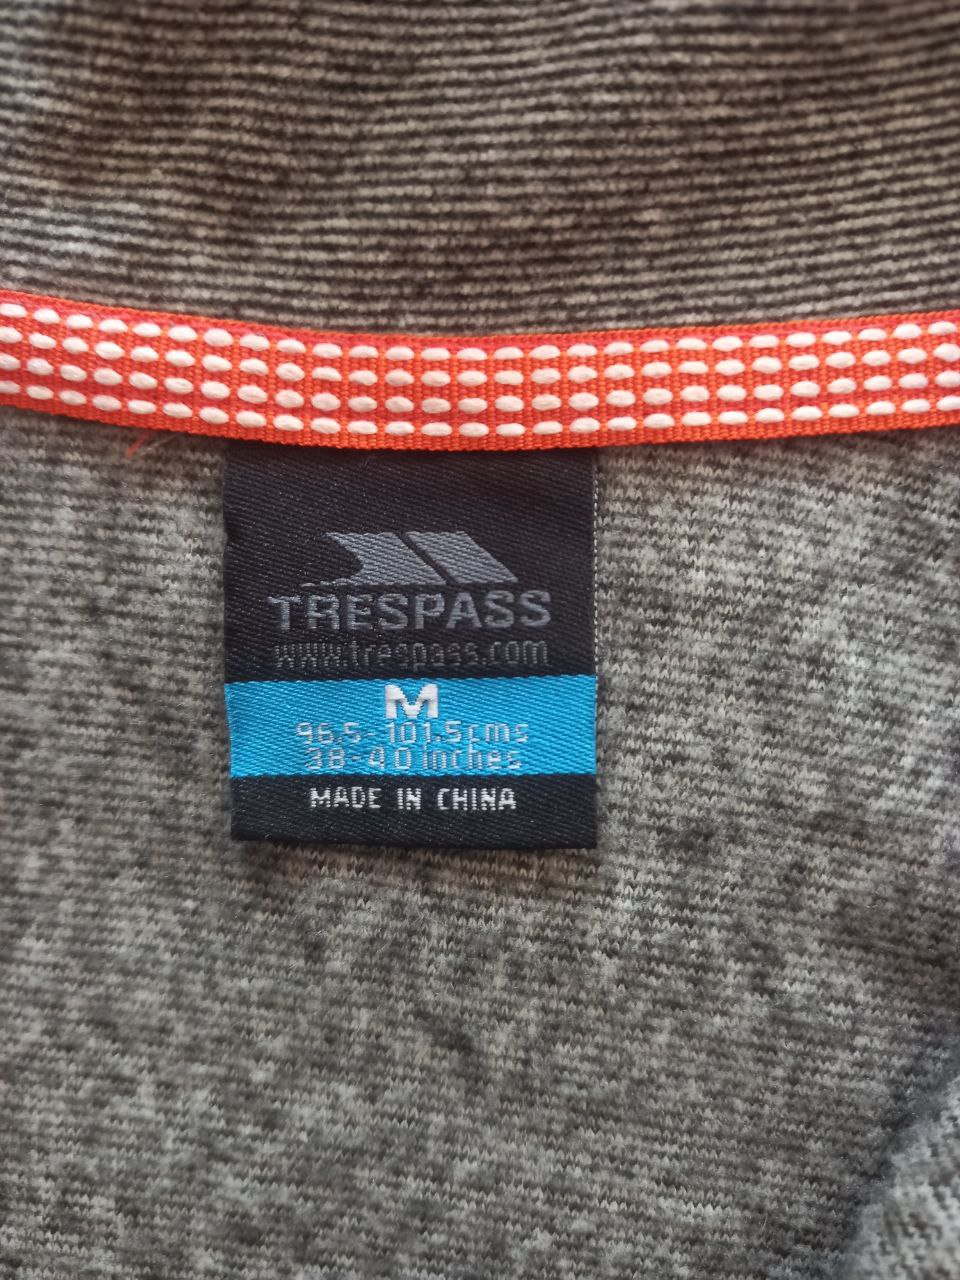 TRESPASS
www.trespass.com
M
96.5-101.5cms
38-40 inches
MADE IN CHINA